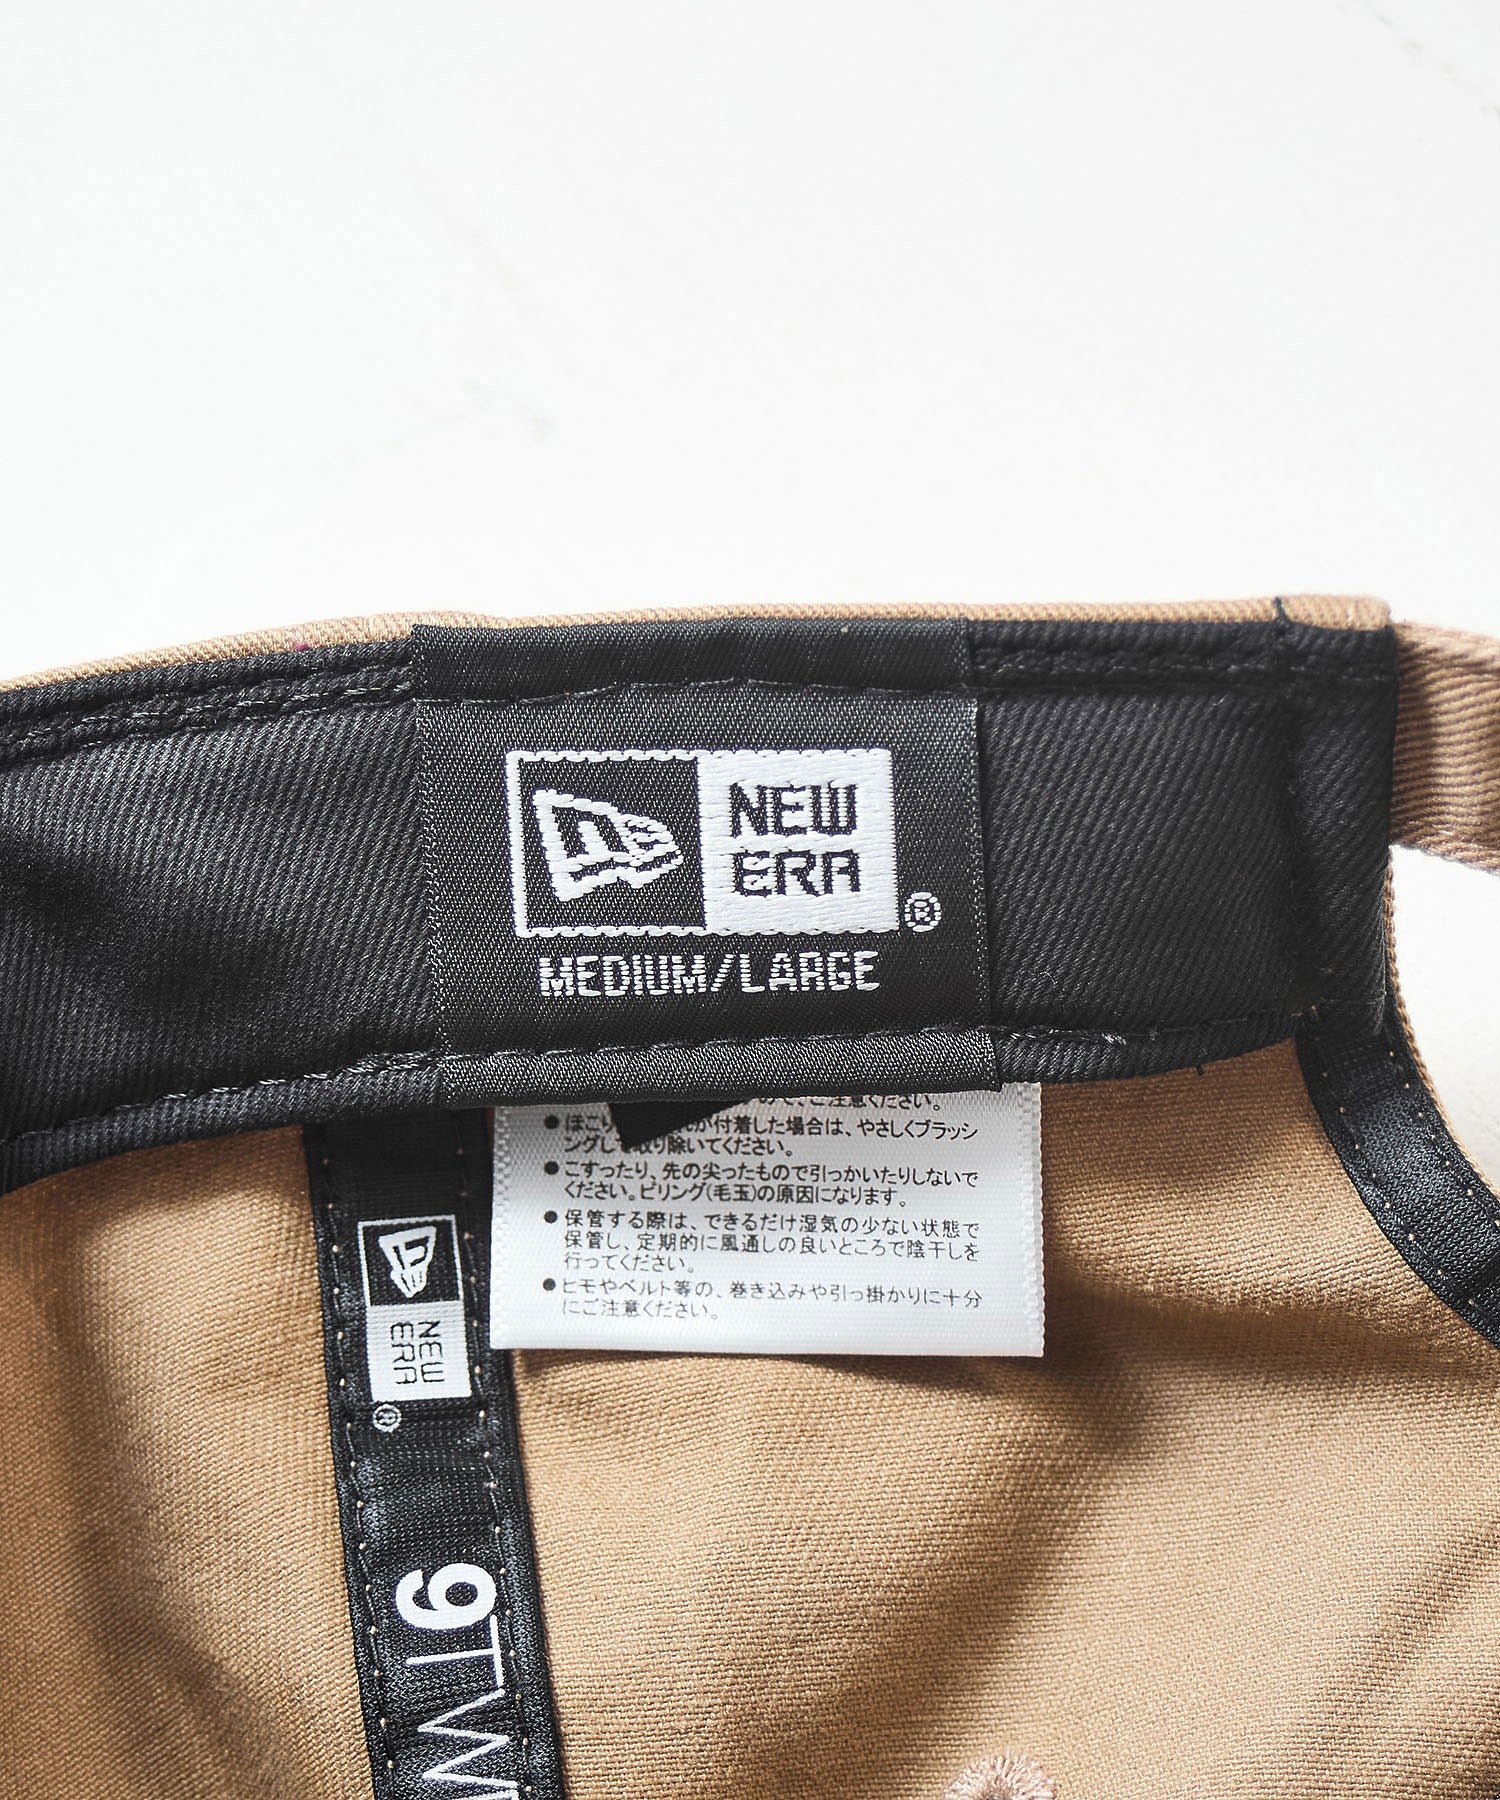 NEW
ERA
®
MEDIUM/LARGE
ご注意ください。
● ほこり が付着した場合は、やさしくブラッシ
ングして取り除いてください。
● こすったり、先の尖ったもので引っかいたりしないで
ください。ピリング(毛玉)の原因になります。
● 保管する際は、できるだけ湿気の少ない状態で
保管し、定期的に風通しの良いところで陰干しを
行ってください。
● ヒモやベルト等の、巻き込みや引っ掛かりに十分
にご注意ください。
NEW
ERA
®
9TW